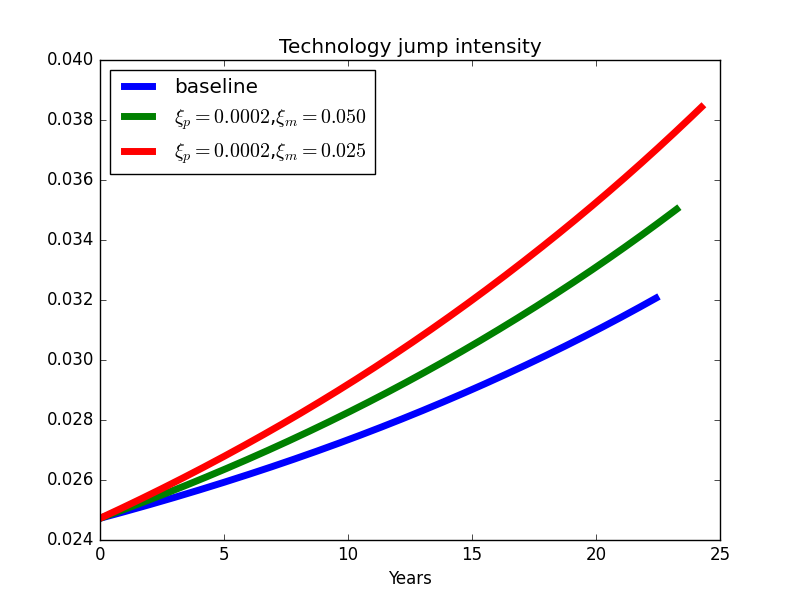 Technology jump intensity
0.040
0.038
0.036
0.034
0.032
0.030
0.028
0.026
0.024
baseline
ξₚ = 0.0002,ξₘ = 0.050
ξₚ = 0.0002,ξₘ = 0.025
0 5 10 15 20 25
Years